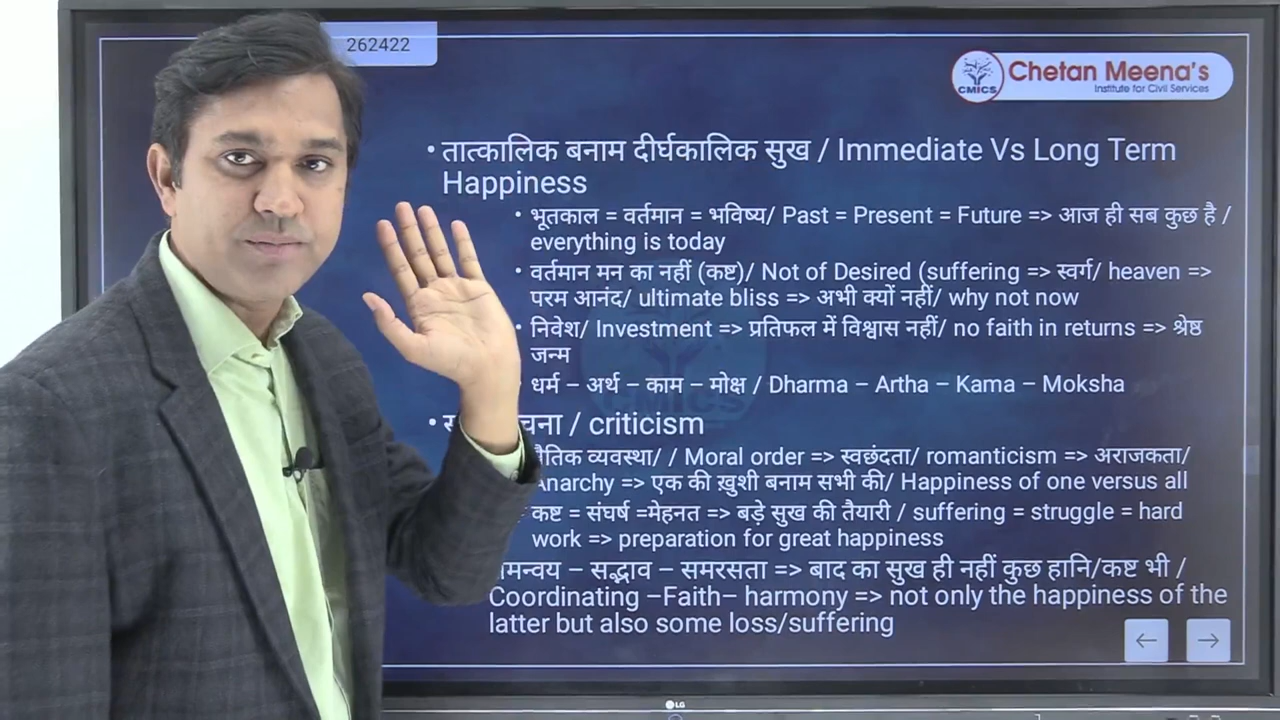 262422
CMICS
Chetan Meena's
Institute for Civil Services
• तात्कालिक बनाम दीर्घकालिक सुख / Immediate Vs Long Term
Happiness
• भूतकाल = वर्तमान = भविष्य/ Past = Present = Future => आज ही सब कुछ है /
everything is today
• वर्तमान मन का नहीं (कष्ट)/ Not of Desired (suffering => स्वर्ग/ heaven =>
परम आनंद/ ultimate bliss => अभी क्यों नहीं/ why not now
• निवेश/ Investment => प्रतिफल में विश्वास नहीं/ no faith in returns => श्रेष्ठ
जन्म
धर्म – अर्थ – काम – मोक्ष / Dharma – Artha – Kama – Moksha
• / criticism
व्यवस्था/ / Moral order => स्वछंदता/ romanticism => अराजकता/
Anarchy => एक की ख़ुशी बनाम सभी की/ Happiness of one versus all
कष्ट = संघर्ष =मेहनत => बड़े सुख की तैयारी / suffering = struggle = hard
work => preparation for great happiness
– सद्भाव – समरसता => बाद का सुख ही नहीं कुछ हानि/कष्ट भी /
Coordinating –Faith– harmony => not only the happiness of the
latter but also some loss/suffering
CMICS
LG